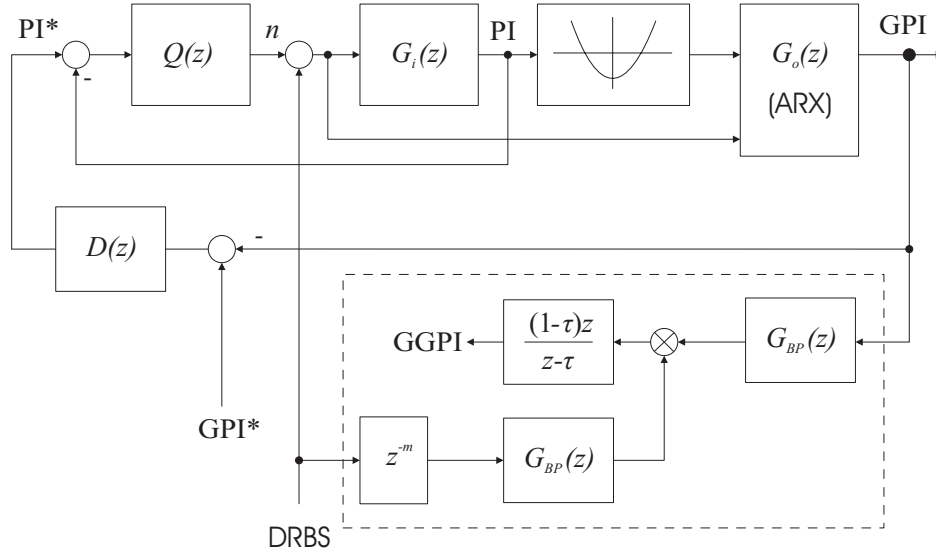 PI*
-
Q(z)
n
G_i(z)
PI
G_o(z)
(ARX)
GPI
D(z)
-
GPI*
GGPI
(1-τ)z
z-τ
G_BP(z)
z^-m
G_BP(z)
DRBS